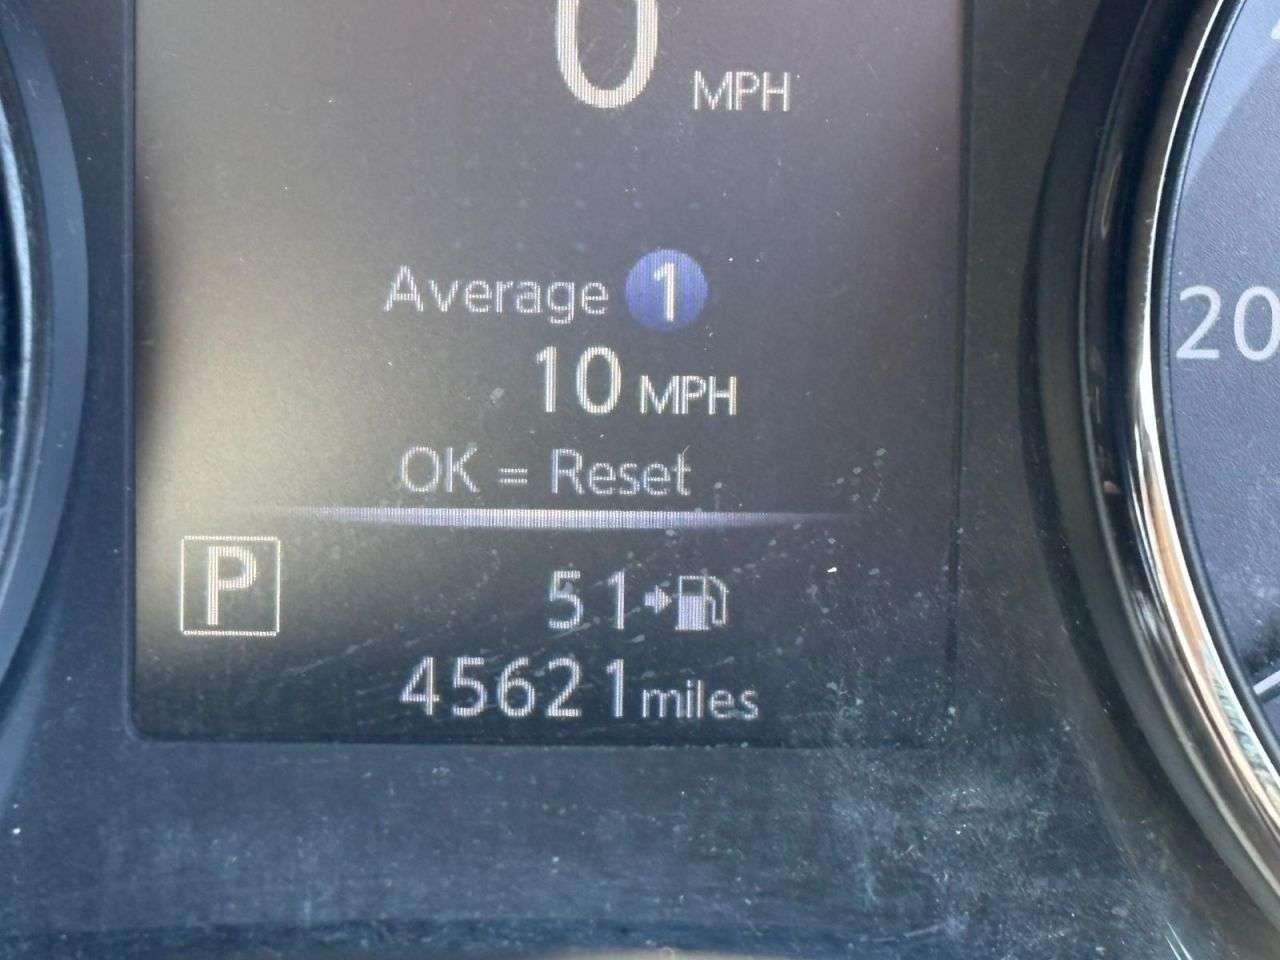 0 MPH
Average 1
10 MPH
OK = Reset
P
51
45621 miles
20